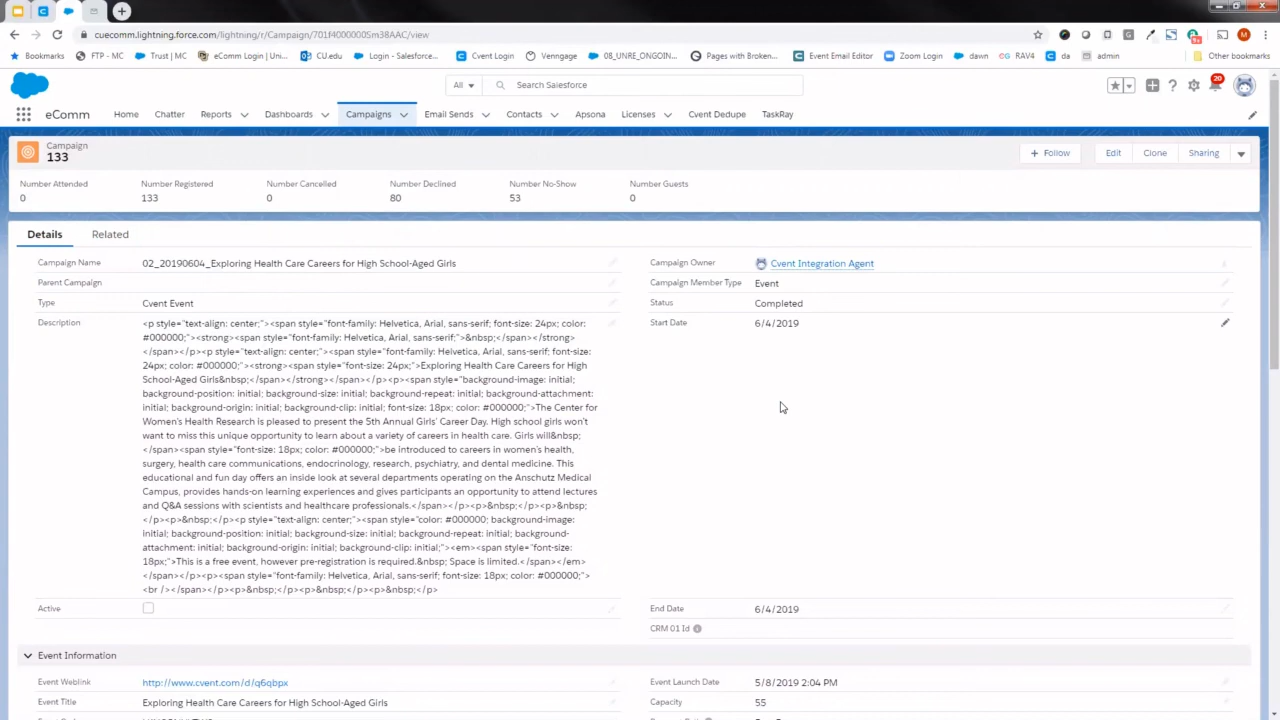 cuecomm.lightning.force.com/lightning/r/Campaign/701f4000000Sm38AAC/view
Bookmarks FTP - MC Trust | MC eComm Login | Uni... CU.edu Login - Salesforce... Cvent Login Venngage 08_UNRE_ONGOIN... Pages with Broken... Event Email Editor Zoom Login dawn RAV4 da admin Other bookmarks
All Search Salesforce 20
eComm Home Chatter Reports Dashboards Campaigns Email Sends Contacts Apsona Licenses Cvent Dedupe TaskRay
Campaign
133
+ Follow Edit Clone Sharing
Number Attended Number Registered Number Cancelled Number Declined Number No-Show Number Guests
0 133 0 80 53 0
Details Related
Campaign Name 02_20190604_Exploring Health Care Careers for High School-Aged Girls Campaign Owner Cvent Integration Agent
Parent Campaign Campaign Member Type Event
Type Cvent Event Status Completed
Description Start Date 6/4/2019
<p style="text-align: center;"><span style="font-family: Helvetica, Arial, sans-serif; font-size: 24px; color:
#000000;"><strong><span style="font-family: Helvetica, Arial, sans-serif;">&nbsp;</span></strong>
</span></p><p style="text-align: center;"><span style="font-family: Helvetica, Arial, sans-serif; font-size:
24px; color: #000000;"><strong><span style="font-size: 24px;">Exploring Health Care Careers for High
School-Aged Girls&nbsp;</span></strong></span></p><p><span style="background-image: initial;
background-position: initial; background-size: initial; background-repeat: initial; background-attachment:
initial; background-origin: initial; background-clip: initial; font-size: 18px; color: #000000;">The Center for
Women's Health Research is pleased to present the 5th Annual Girls' Career Day. High school girls won't
want to miss this unique opportunity to learn about a variety of careers in health care. Girls will&nbsp;
</span><span style="font-size: 18px; color: #000000;">be introduced to careers in women's health,
surgery, health care communications, endocrinology, research, psychiatry, and dental medicine. This
educational and fun day offers an inside look at several departments operating on the Anschutz Medical
Campus, provides hands-on learning experiences and gives participants an opportunity to attend lectures
and Q&A sessions with scientists and healthcare professionals.</span></p><p>&nbsp;</p><p>&nbsp;
</p><p>&nbsp;</p><p style="text-align: center;"><span style="color: #000000; background-image:
initial; background-position: initial; background-size: initial; background-repeat: initial; background-
attachment: initial; background-origin: initial; background-clip: initial;"><em><span style="font-size:
18px;">This is a free event, however pre-registration is required.&nbsp; Space is limited.</span></em>
</span></p><p><span style="font-family: Helvetica, Arial, sans-serif; font-size: 18px; color: #000000;">
<br /></span></p><p>&nbsp;</p><p>&nbsp;</p><p>&nbsp;</p>
Active End Date 6/4/2019
CRM 01 Id
Event Information
Event Weblink http://www.cvent.com/d/q6qbpx Event Launch Date 5/8/2019 2:04 PM
Event Title Exploring Health Care Careers for High School-Aged Girls Capacity 55